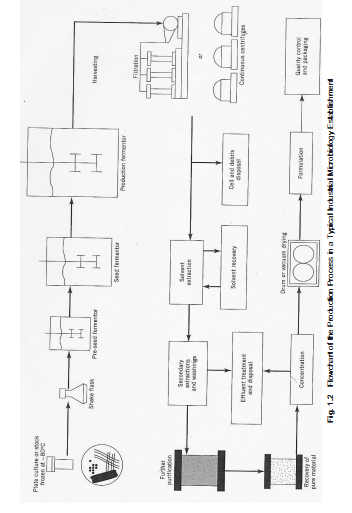 Plate culture or stock
frozen at −80°C
Shake flask
Pre-seed fermentor
Seed fermentor
Production fermentor
Harvesting
Filtration
or
Continuous centrifuges
Cell and debris
disposal
Solvent
extraction
Solvent recovery
Secondary
extractions
and washings
Effluent treatment
and disposal
Further
purification
Recovery of
pure material
Concentration
Drum or vacuum drying
Formulation
Quality control
and packaging
Fig. 1.2 Flowchart of the Production Process in a Typical Industrial Microbiology Establishment